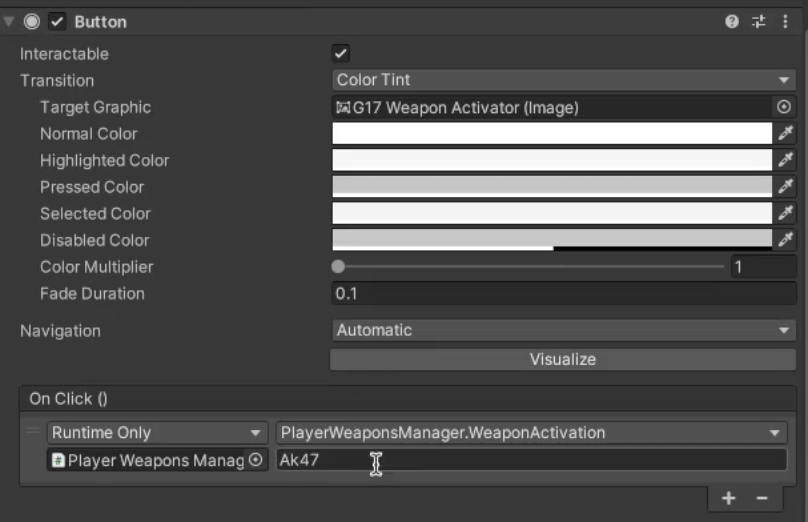 Button
Interactable
Transition Color Tint
Target Graphic G17 Weapon Activator (Image)
Normal Color
Highlighted Color
Pressed Color
Selected Color
Disabled Color
Color Multiplier 1
Fade Duration 0.1
Navigation Automatic
Visualize
On Click ()
Runtime Only PlayerWeaponsManager.WeaponActivation
Player Weapons Manag Ak47